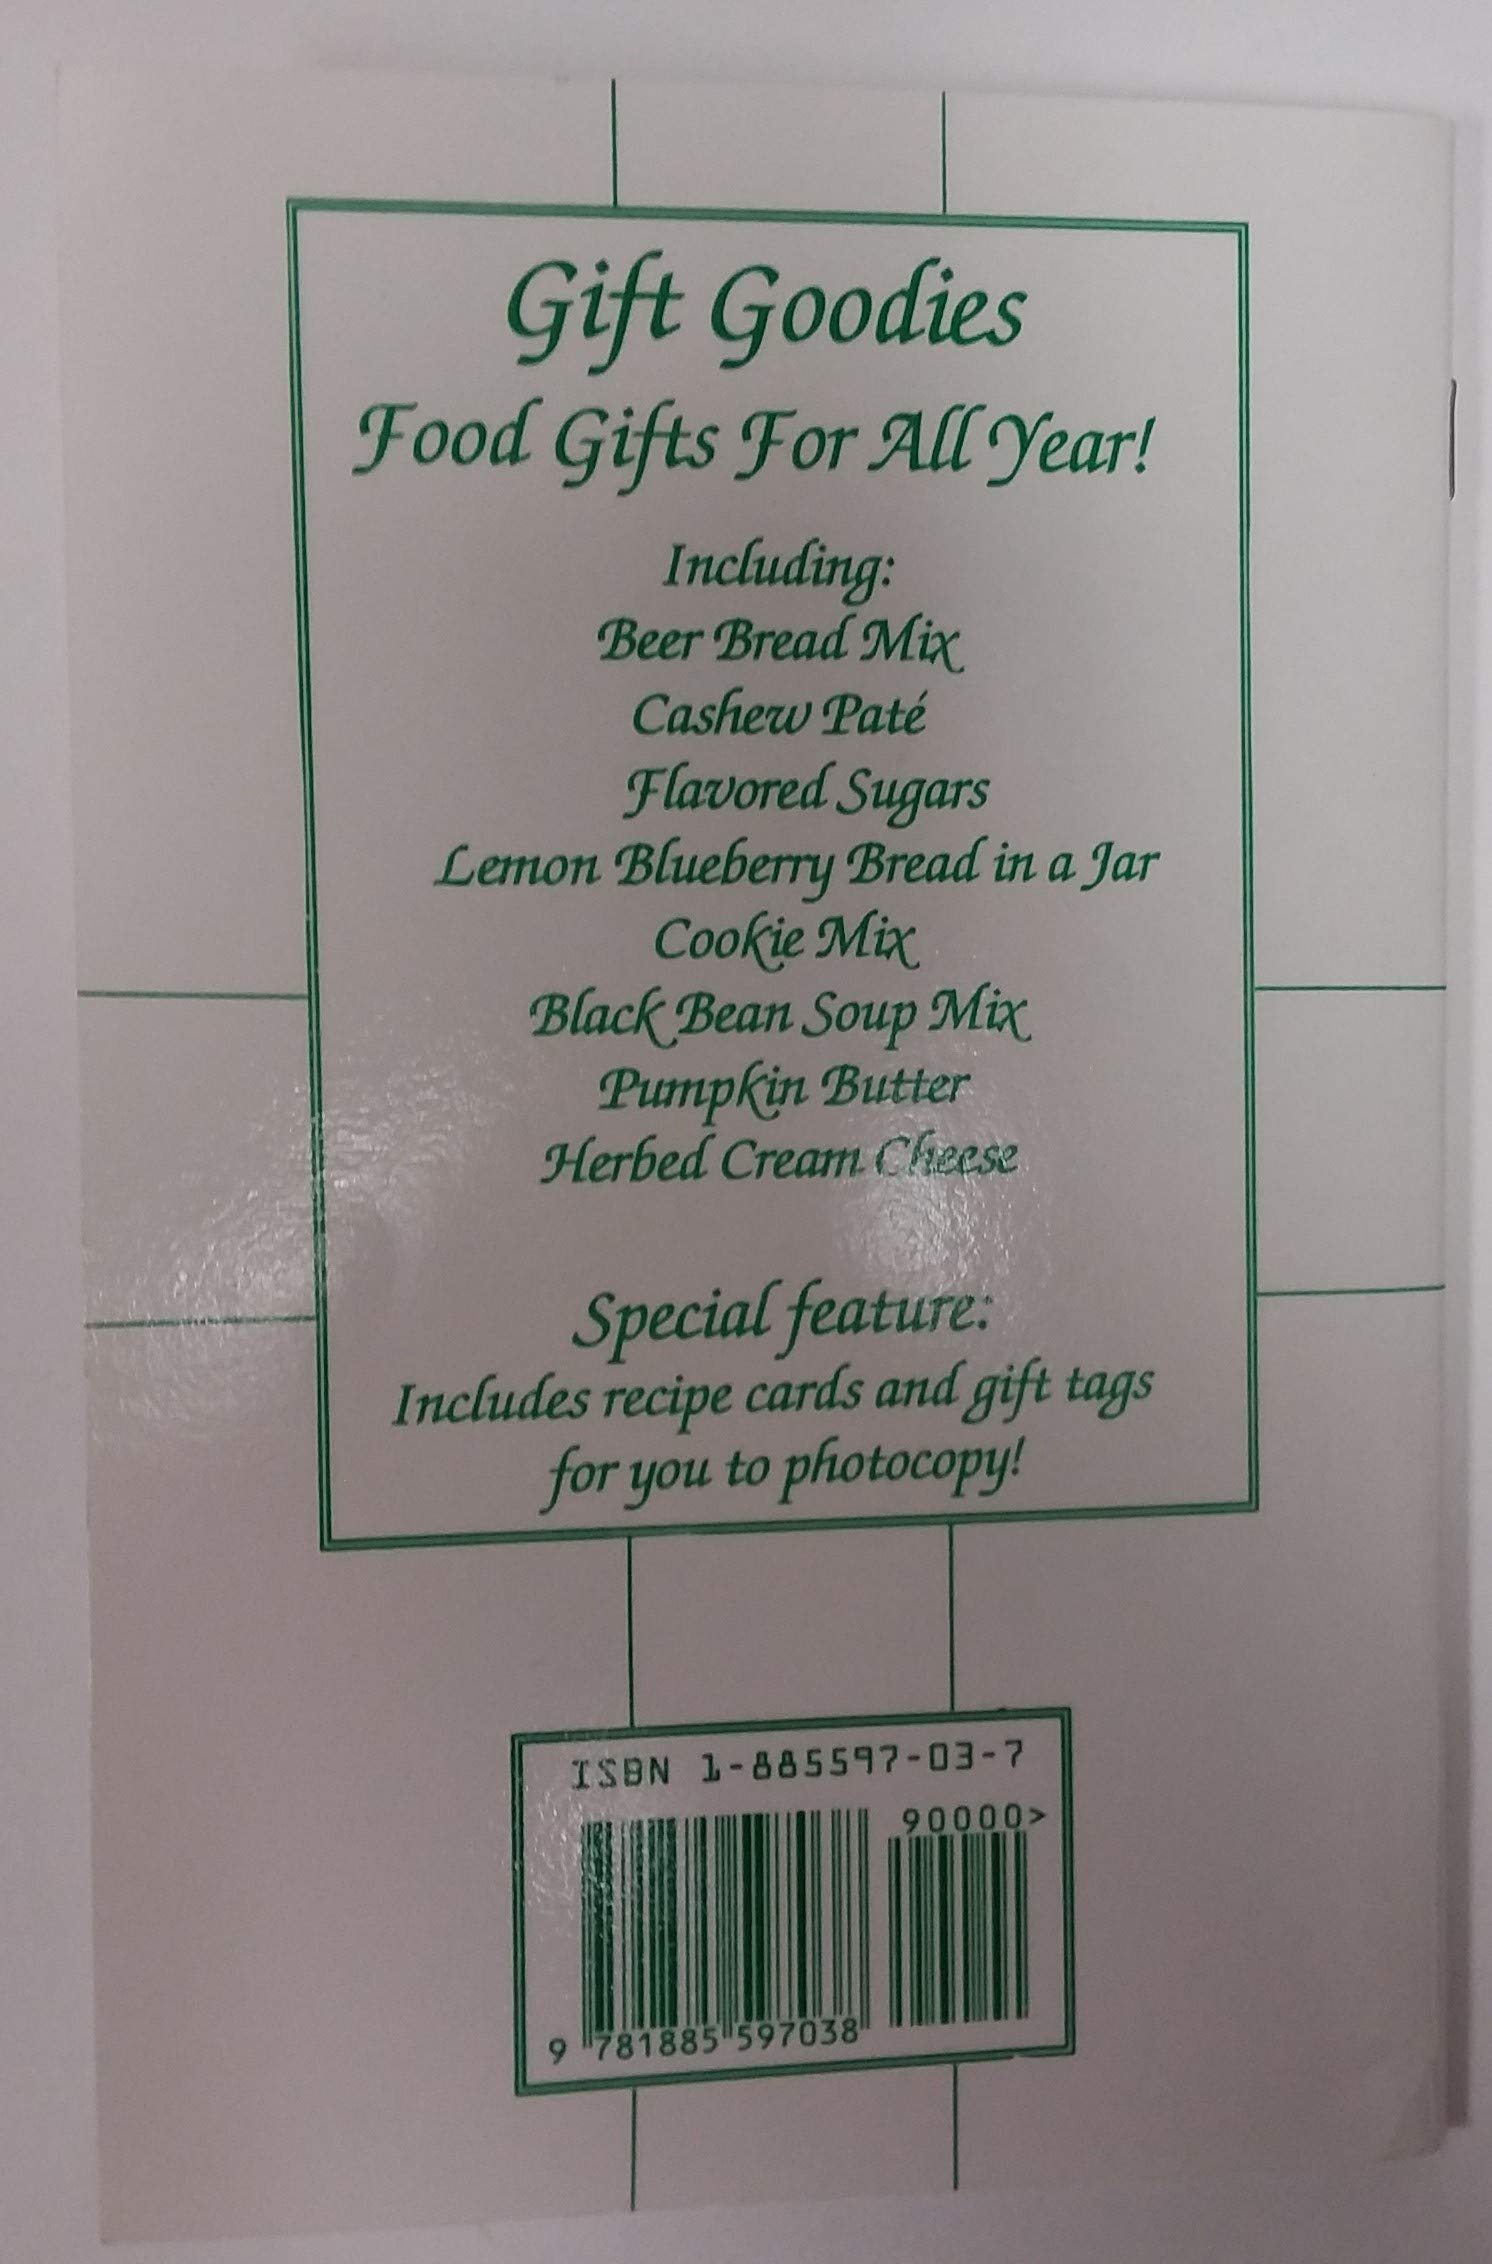 Gift Goodies
Food Gifts For All Year!
Including:
Beer Bread Mix
Cashew Paté
Flavored Sugars
Lemon Blueberry Bread in a Jar
Cookie Mix
Black Bean Soup Mix
Pumpkin Butter
Herbed Cream Cheese
Special feature:
Includes recipe cards and gift tags
for you to photocopy!
ISBN 1-885597-03-7
90000>
9 781885 597038